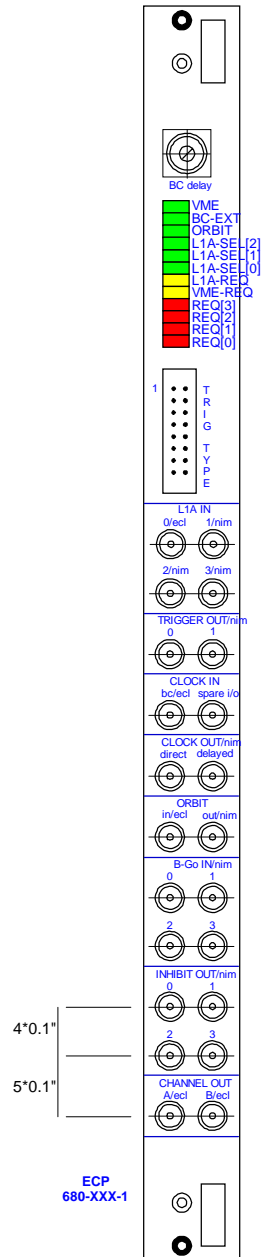 BC delay
VME
BC-EXT
ORBIT
L1A-SEL[2]
L1A-SEL[1]
L1A-SEL[0]
L1A-REQ
VME-REQ
REQ[3]
REQ[2]
REQ[1]
REQ[0]
1
TRIG TYPE
L1A IN
0/ecl 1/nim
2/nim 3/nim
TRIGGER OUT/nim
0 1
CLOCK IN
bc/ecl spare i/o
CLOCK OUT/nim
direct delayed
ORBIT
in/ecl out/nim
B-Go IN/nim
0 1
2 3
INHIBIT OUT/nim
0 1
4*0.1"
2 3
5*0.1"
CHANNEL OUT
A/ecl B/ecl
ECP
680-XXX-1